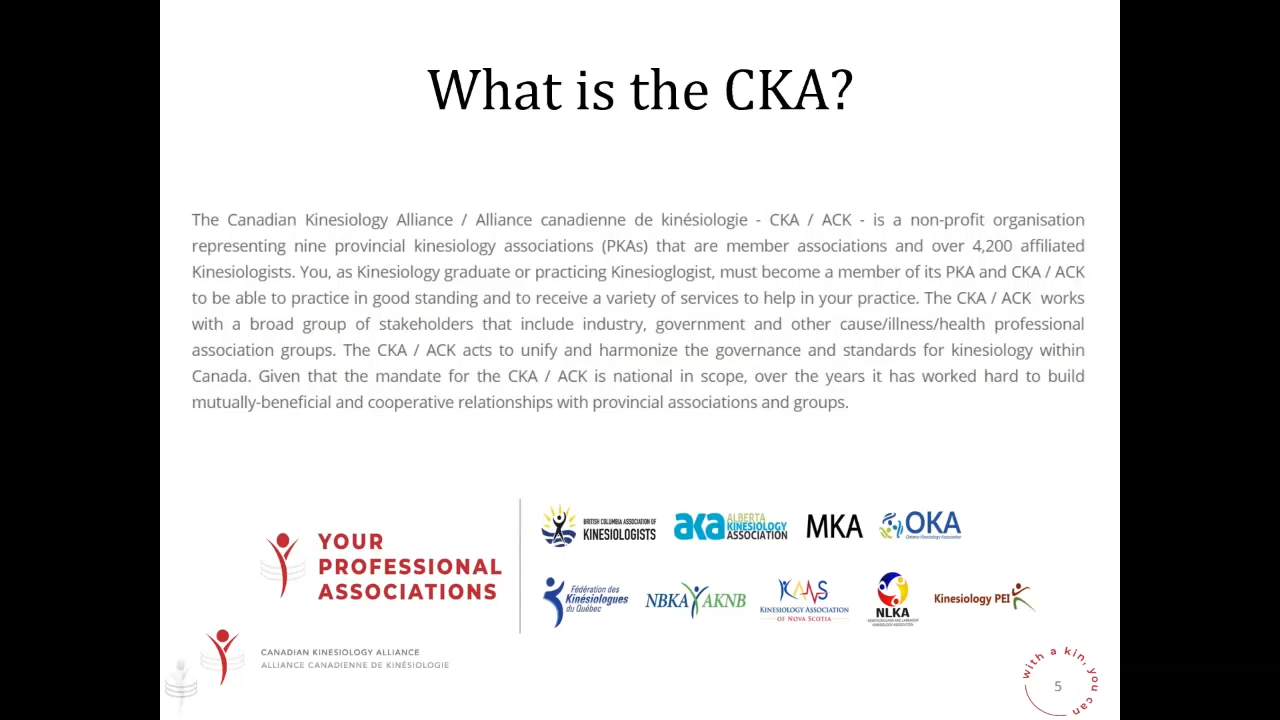 What is the CKA?
The Canadian Kinesiology Alliance / Alliance canadienne de kinésiologie - CKA / ACK - is a non-profit organisation
representing nine provincial kinesiology associations (PKAs) that are member associations and over 4,200 affiliated
Kinesiologists. You, as Kinesiology graduate or practicing Kinesioglogist, must become a member of its PKA and CKA / ACK
to be able to practice in good standing and to receive a variety of services to help in your practice. The CKA / ACK works
with a broad group of stakeholders that include industry, government and other cause/illness/health professional
association groups. The CKA / ACK acts to unify and harmonize the governance and standards for kinesiology within
Canada. Given that the mandate for the CKA / ACK is national in scope, over the years it has worked hard to build
mutually-beneficial and cooperative relationships with provincial associations and groups.
YOUR
PROFESSIONAL
ASSOCIATIONS
BRITISH COLUMBIA ASSOCIATION OF
KINESIOLOGISTS
aka ALBERTA
KINESIOLOGY
ASSOCIATION
MKA
OKA
Ontario Kinesiology Association
Fédération des
Kinésiologues
du Québec
NBKA AKNB
KANS
KINESIOLOGY ASSOCIATION
OF NOVA SCOTIA
NLKA
NEWFOUNDLAND AND LABRADOR
KINESIOLOGY ASSOCIATION
Kinesiology PEI
CANADIAN KINESIOLOGY ALLIANCE
ALLIANCE CANADIENNE DE KINÉSIOLOGIE
with a kin, you can
5